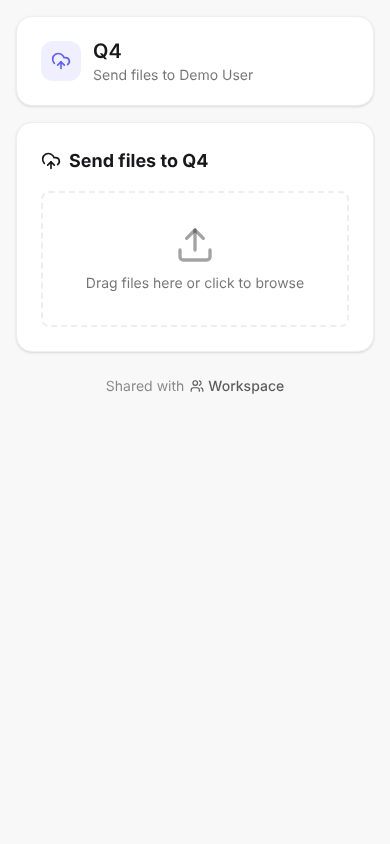 Q4
Send files to Demo User
Send files to Q4
Drag files here or click to browse
Shared with Workspace